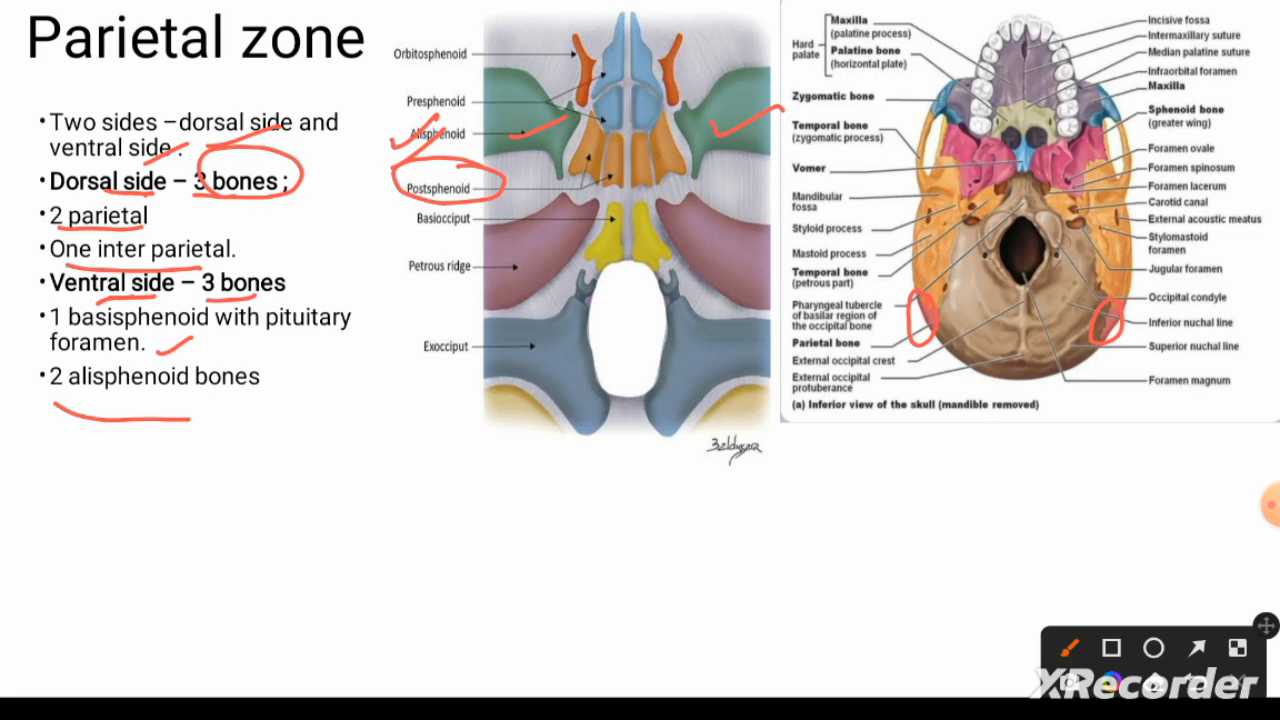 Parietal zone
•Two sides –dorsal side and
ventral side .
•Dorsal side – 3 bones ;
•2 parietal
•One inter parietal.
•Ventral side – 3 bones
•1 basisphenoid with pituitary
foramen.
•2 alisphenoid bones
Orbitosphenoid
Presphenoid
Alisphenoid
Postsphenoid
Basiocciput
Petrous ridge
Exocciput
Hard
palate
Maxilla
(palatine process)
Palatine bone
(horizontal plate)
Zygomatic bone
Temporal bone
(zygomatic process)
Vomer
Mandibular
fossa
Styloid process
Mastoid process
Temporal bone
(petrous part)
Pharyngeal tubercle
of basilar region of
the occipital bone
Parietal bone
External occipital crest
External occipital
protuberance
Incisive fossa
Intermaxillary suture
Median palatine suture
Infraorbital foramen
Maxilla
Sphenoid bone
(greater wing)
Foramen ovale
Foramen spinosum
Foramen lacerum
Carotid canal
External acoustic meatus
Stylomastoid
foramen
Jugular foramen
Occipital condyle
Inferior nuchal line
Superior nuchal line
Foramen magnum
(a) Inferior view of the skull (mandible removed)
XRecorder